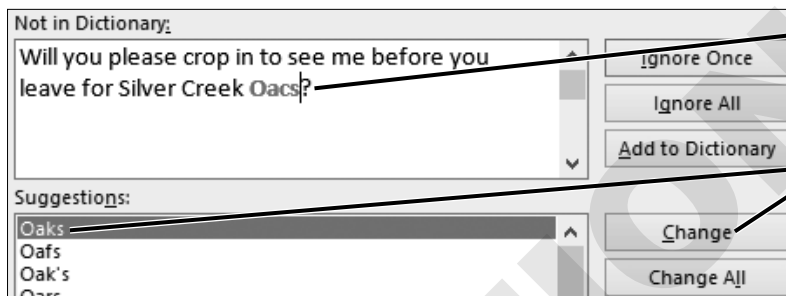 Not in Dictionary:
Will you please crop in to see me before you
leave for Silver Creek Oacs?
Ignore Once
Ignore All
Add to Dictionary
Suggestions:
Oaks
Oafs
Oak's
Oars
Change
Change All